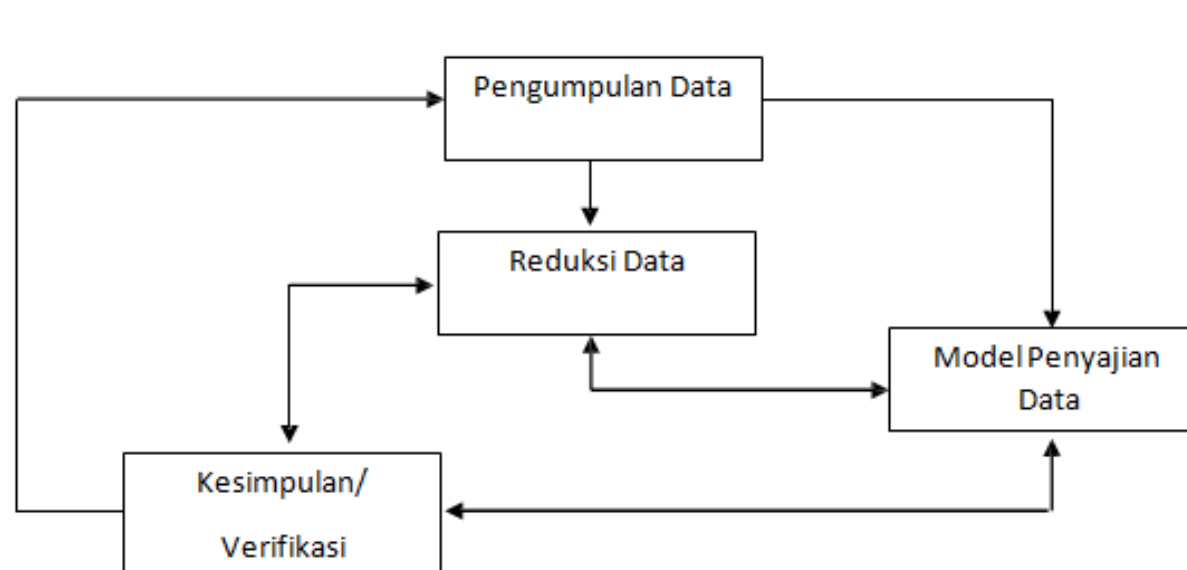 Pengumpulan Data
Reduksi Data
Model Penyajian
Data
Kesimpulan/
Verifikasi